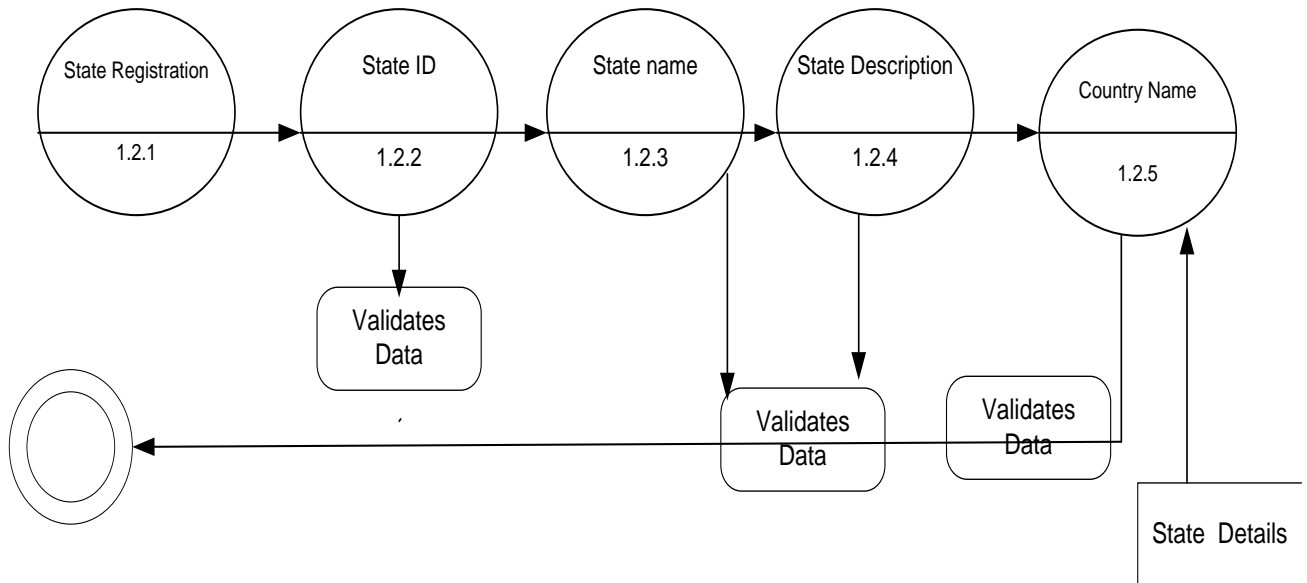 State Registration
1.2.1
State ID
1.2.2
State name
1.2.3
State Description
1.2.4
Country Name
1.2.5
Validates
Data
Validates
Data
Validates
Data
State Details